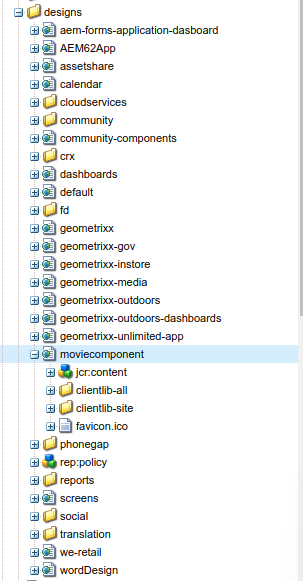 designs
aem-forms-application-dasboard
AEM62App
assetshare
calendar
cloudservices
community
community-components
crx
dashboards
default
fd
geometrixx
geometrixx-gov
geometrixx-instore
geometrixx-media
geometrixx-outdoors
geometrixx-outdoors-dashboards
geometrixx-unlimited-app
moviecomponent
jcr:content
clientlib-all
clientlib-site
favicon.ico
phonegap
rep:policy
reports
screens
social
translation
we-retail
wordDesign